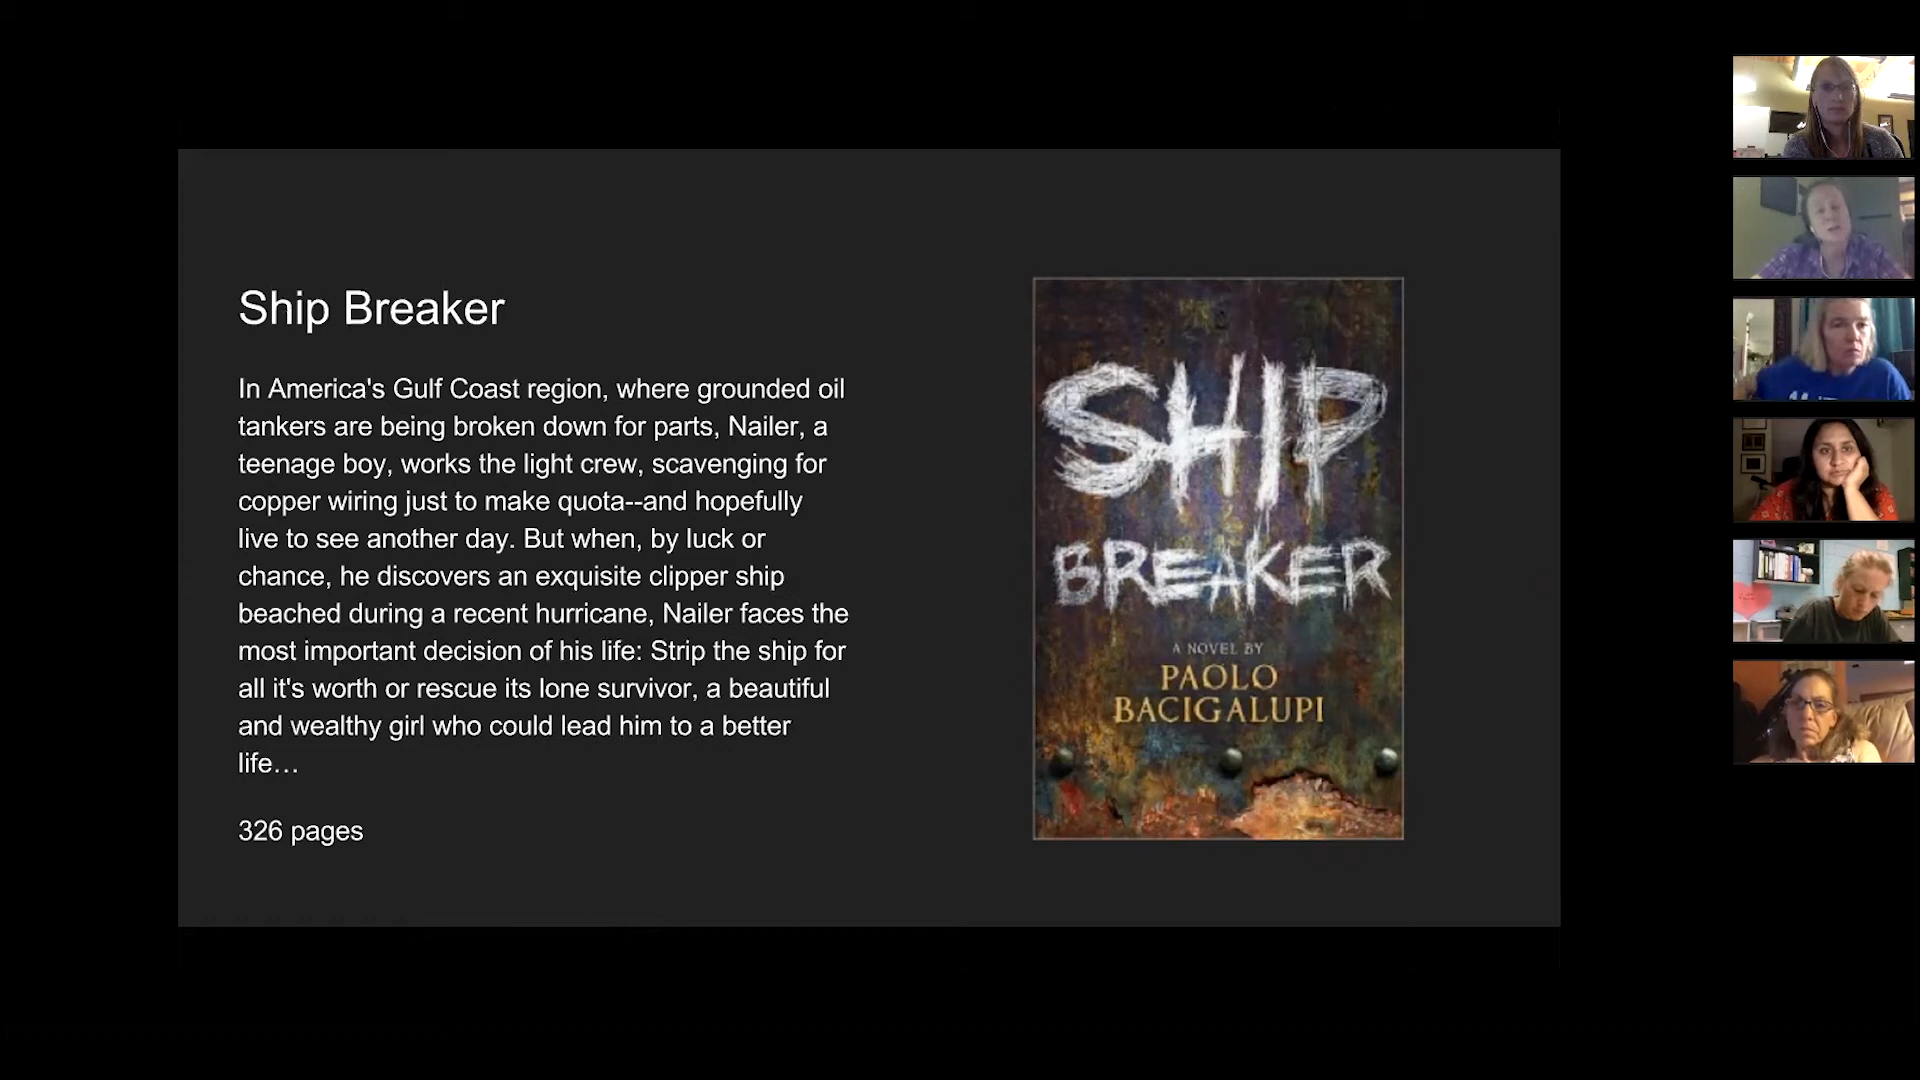 Ship Breaker
In America's Gulf Coast region, where grounded oil
tankers are being broken down for parts, Nailer, a
teenage boy, works the light crew, scavenging for
copper wiring just to make quota--and hopefully
live to see another day. But when, by luck or
chance, he discovers an exquisite clipper ship
beached during a recent hurricane, Nailer faces the
most important decision of his life: Strip the ship for
all it's worth or rescue its lone survivor, a beautiful
and wealthy girl who could lead him to a better
life…
326 pages
SHIP
BREAKER
A NOVEL BY
PAOLO
BACIGALUPI